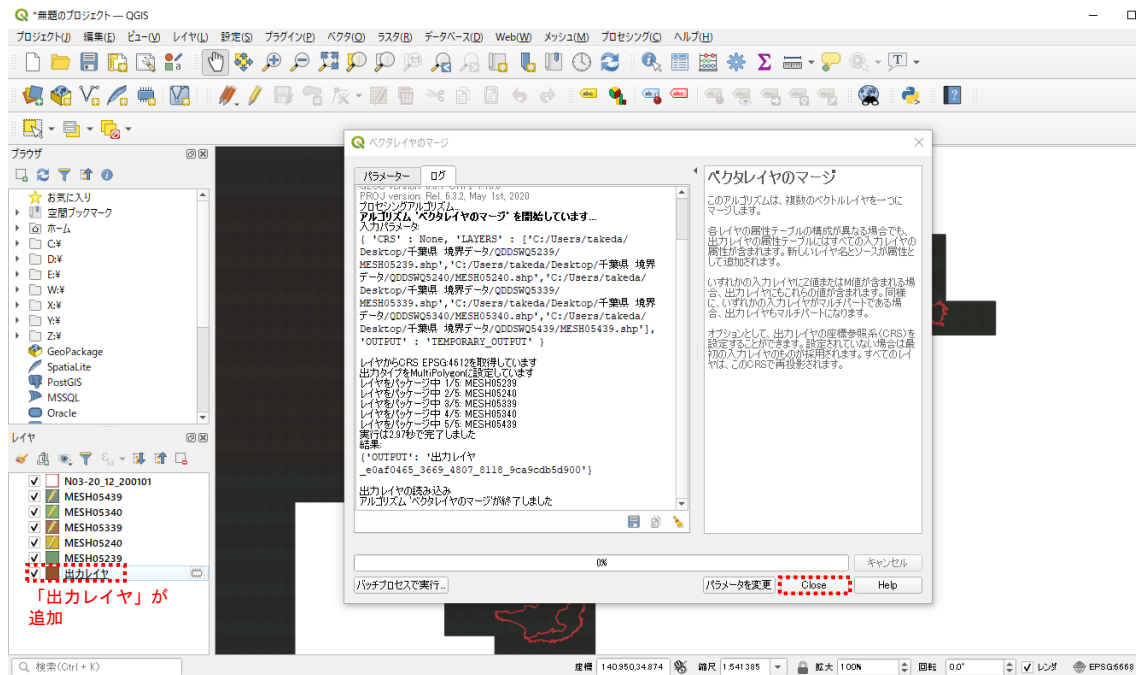 *無題のプロジェクト — QGIS
プロジェクト(J) 編集(E) ビュー(V) レイヤ(L) 設定(S) プラグイン(P) ベクタ(O) ラスタ(R) データベース(D) Web(W) メッシュ(M) プロセシング(C) ヘルプ(H)
ブラウザ
お気に入り
空間ブックマーク
ホーム
C:¥
D:¥
E:¥
W:¥
X:¥
Y:¥
Z:¥
GeoPackage
SpatiaLite
PostGIS
MSSQL
Oracle
レイヤ
N03-20_12_200101
MESH05439
MESH05340
MESH05339
MESH05240
MESH05239
出力レイヤ
「出力レイヤ」が
追加
ベクタレイヤのマージ
パラメーター ログ
PROJ version: Rel. 6.3.2, May 1st, 2020
プロセシングアルゴリズム…
アルゴリズム 'ベクタレイヤのマージ' を開始しています…
入力パラメータ:
{ 'CRS' : None, 'LAYERS' : ['C:/Users/takeda/
Desktop/千葉県 境界データ/QDDSWQ5239/
MESH05239.shp','C:/Users/takeda/Desktop/千葉県 境界
データ/QDDSWQ5240/MESH05240.shp','C:/Users/takeda/
Desktop/千葉県 境界データ/QDDSWQ5339/
MESH05339.shp','C:/Users/takeda/Desktop/千葉県 境界
データ/QDDSWQ5340/MESH05340.shp','C:/Users/takeda/
Desktop/千葉県 境界データ/QDDSWQ5439/MESH05439.shp'],
'OUTPUT' : 'TEMPORARY_OUTPUT' }
レイヤからCRS EPSG:4612を取得しています
出力タイプをMultiPolygonに設定しています
レイヤをパッケージ中 1/5: MESH05239
レイヤをパッケージ中 2/5: MESH05240
レイヤをパッケージ中 3/5: MESH05339
レイヤをパッケージ中 4/5: MESH05340
レイヤをパッケージ中 5/5: MESH05439
実行は2.97秒で完了しました
結果:
{'OUTPUT': '出力レイヤ
_e0af0465_3669_4807_8118_9ca9cdb5d900'}
出力レイヤの読み込み
アルゴリズム 'ベクタレイヤのマージ'が終了しました
ベクタレイヤのマージ
このアルゴリズムは、複数のベクトルレイヤを一つに
マージします。
各レイヤの属性テーブルの構成が異なる場合でも、
出力レイヤの属性テーブルにはすべての入力レイヤの
属性が含まれます。新しいレイヤ名とソースが属性と
して追加されます。
いずれかの入力レイヤにZ値またはM値が含まれる場
合、出力レイヤにもこれらの値が含まれます。同様
に、いずれかの入力レイヤがマルチパートである場
合、出力レイヤもマルチパートになります。
オプションとして、出力レイヤの座標参照系(CRS)を
設定することができます。設定されていない場合は最
初の入力レイヤのものが採用されます。すべてのレイ
ヤは、このCRSで再投影されます。
0% キャンセル
バッチプロセスで実行… パラメータを変更 Close Help
検索(Ctrl + K) 座標 140.950,34.874 縮尺 1:541385 拡大 100% 回転 0.0° レンダ EPSG:6668